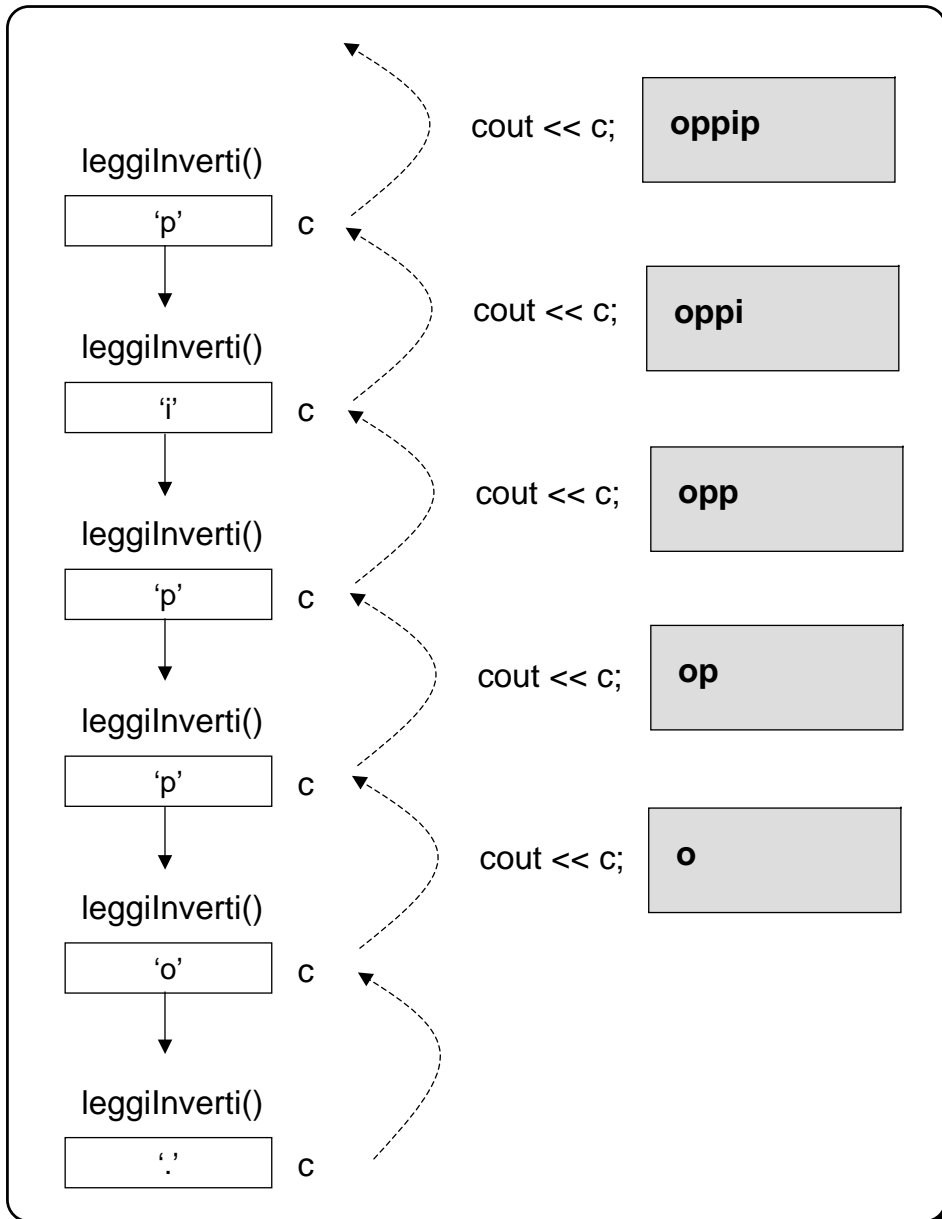 cout << c;
oppip
leggiInverti()
‘p’
c
cout << c;
oppi
leggiInverti()
‘i’
c
cout << c;
opp
leggiInverti()
‘p’
c
cout << c;
op
leggiInverti()
‘p’
c
cout << c;
o
leggiInverti()
‘o’
c
leggiInverti()
‘.’
c